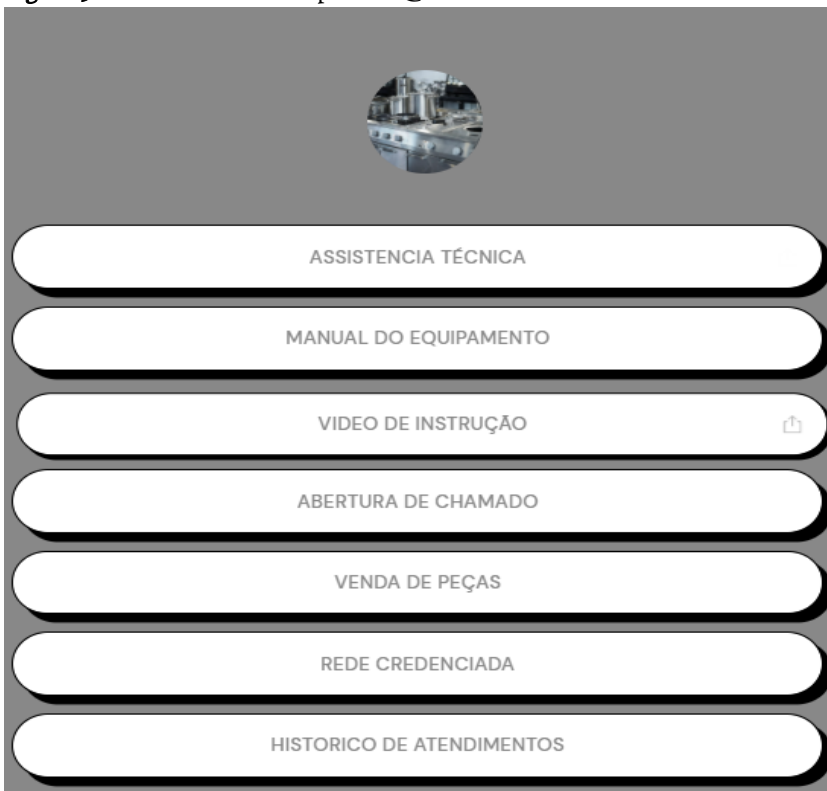 ASSISTENCIA TÉCNICA
MANUAL DO EQUIPAMENTO
VIDEO DE INSTRUÇÃO
ABERTURA DE CHAMADO
VENDA DE PEÇAS
REDE CREDENCIADA
HISTORICO DE ATENDIMENTOS